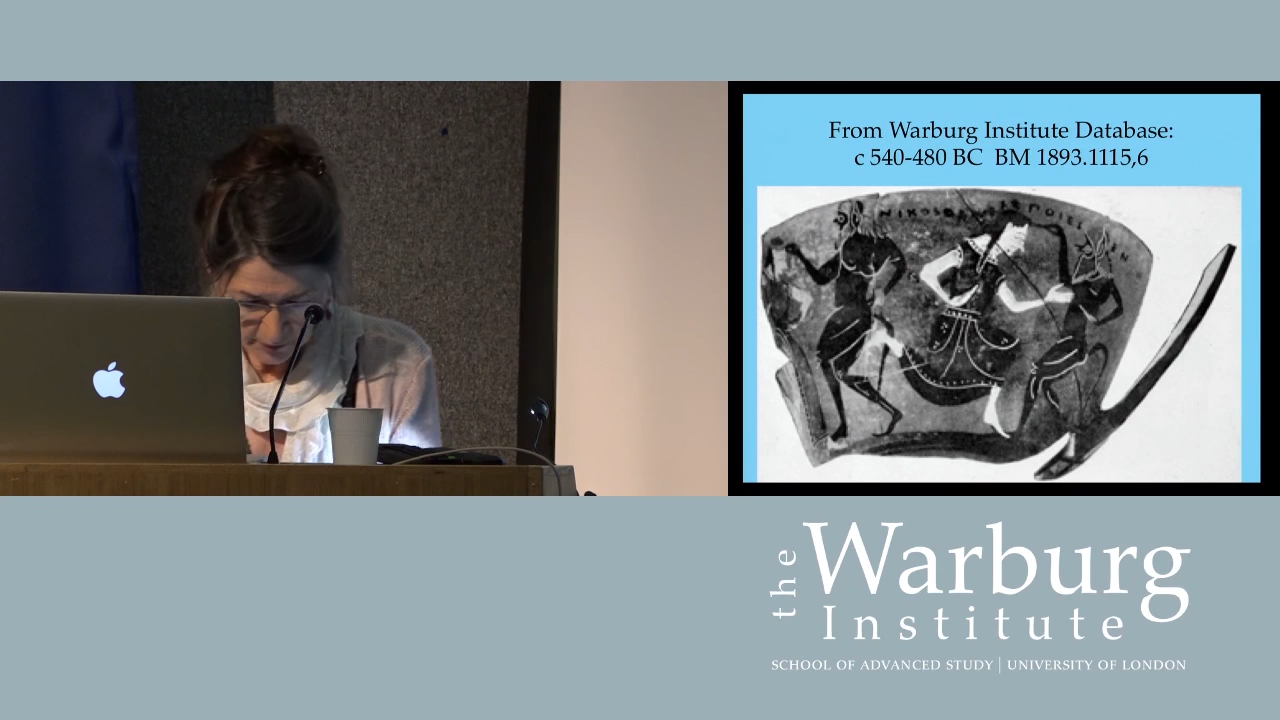 From Warburg Institute Database:
c 540-480 BC BM 1893.1115,6
the
Warburg
Institute
SCHOOL OF ADVANCED STUDY | UNIVERSITY OF LONDON